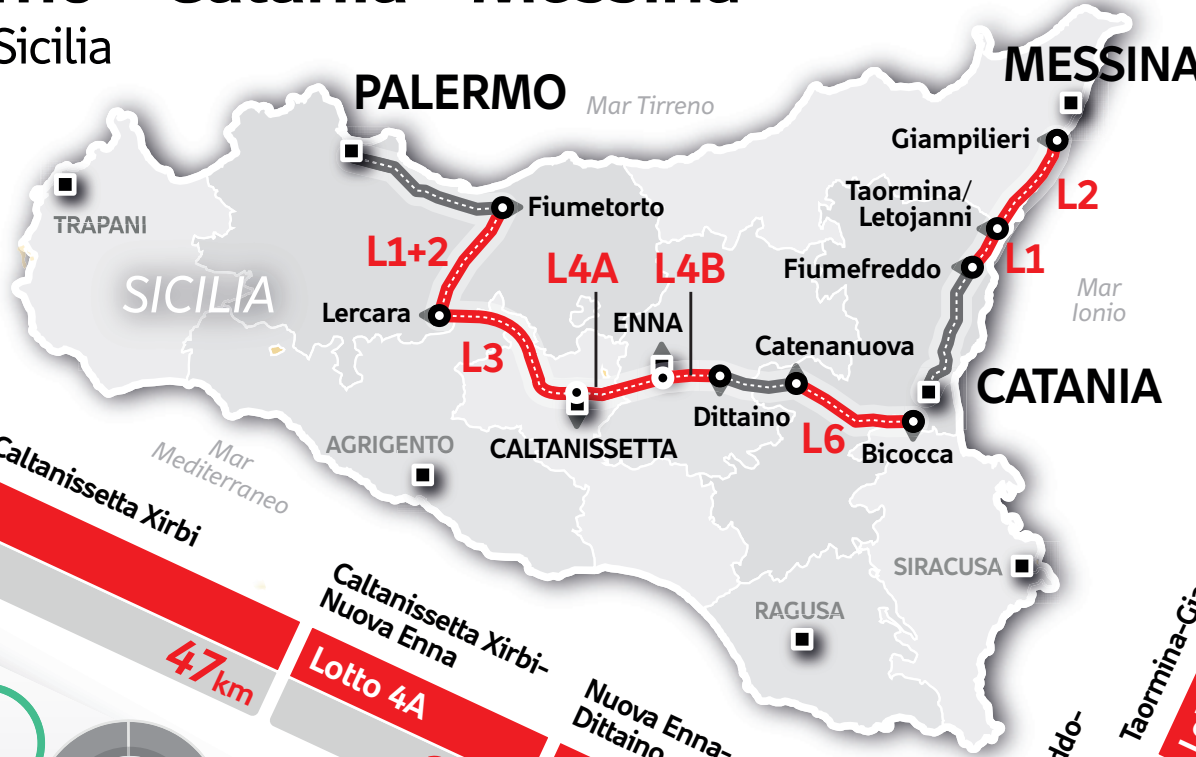 Catania - Messina
Sicilia
PALERMO
Mar Tirreno
MESSINA
Giampilieri
Taormina/
Letojanni
L2
TRAPANI
Fiumetorto
L1+2
L4A
L4B
Fiumefreddo
L1
SICILIA
Lercara
ENNA
Mar
Ionio
L3
Catenanuova
CATANIA
Dittaino
L6
Bicocca
AGRIGENTO
CALTANISSETTA
Mar
Mediterraneo
Caltanissetta Xirbi
SIRACUSA
RAGUSA
47km
Caltanissetta Xirbi-
Nuova Enna
Lotto 4A
Nuova Enna-
Dittaino